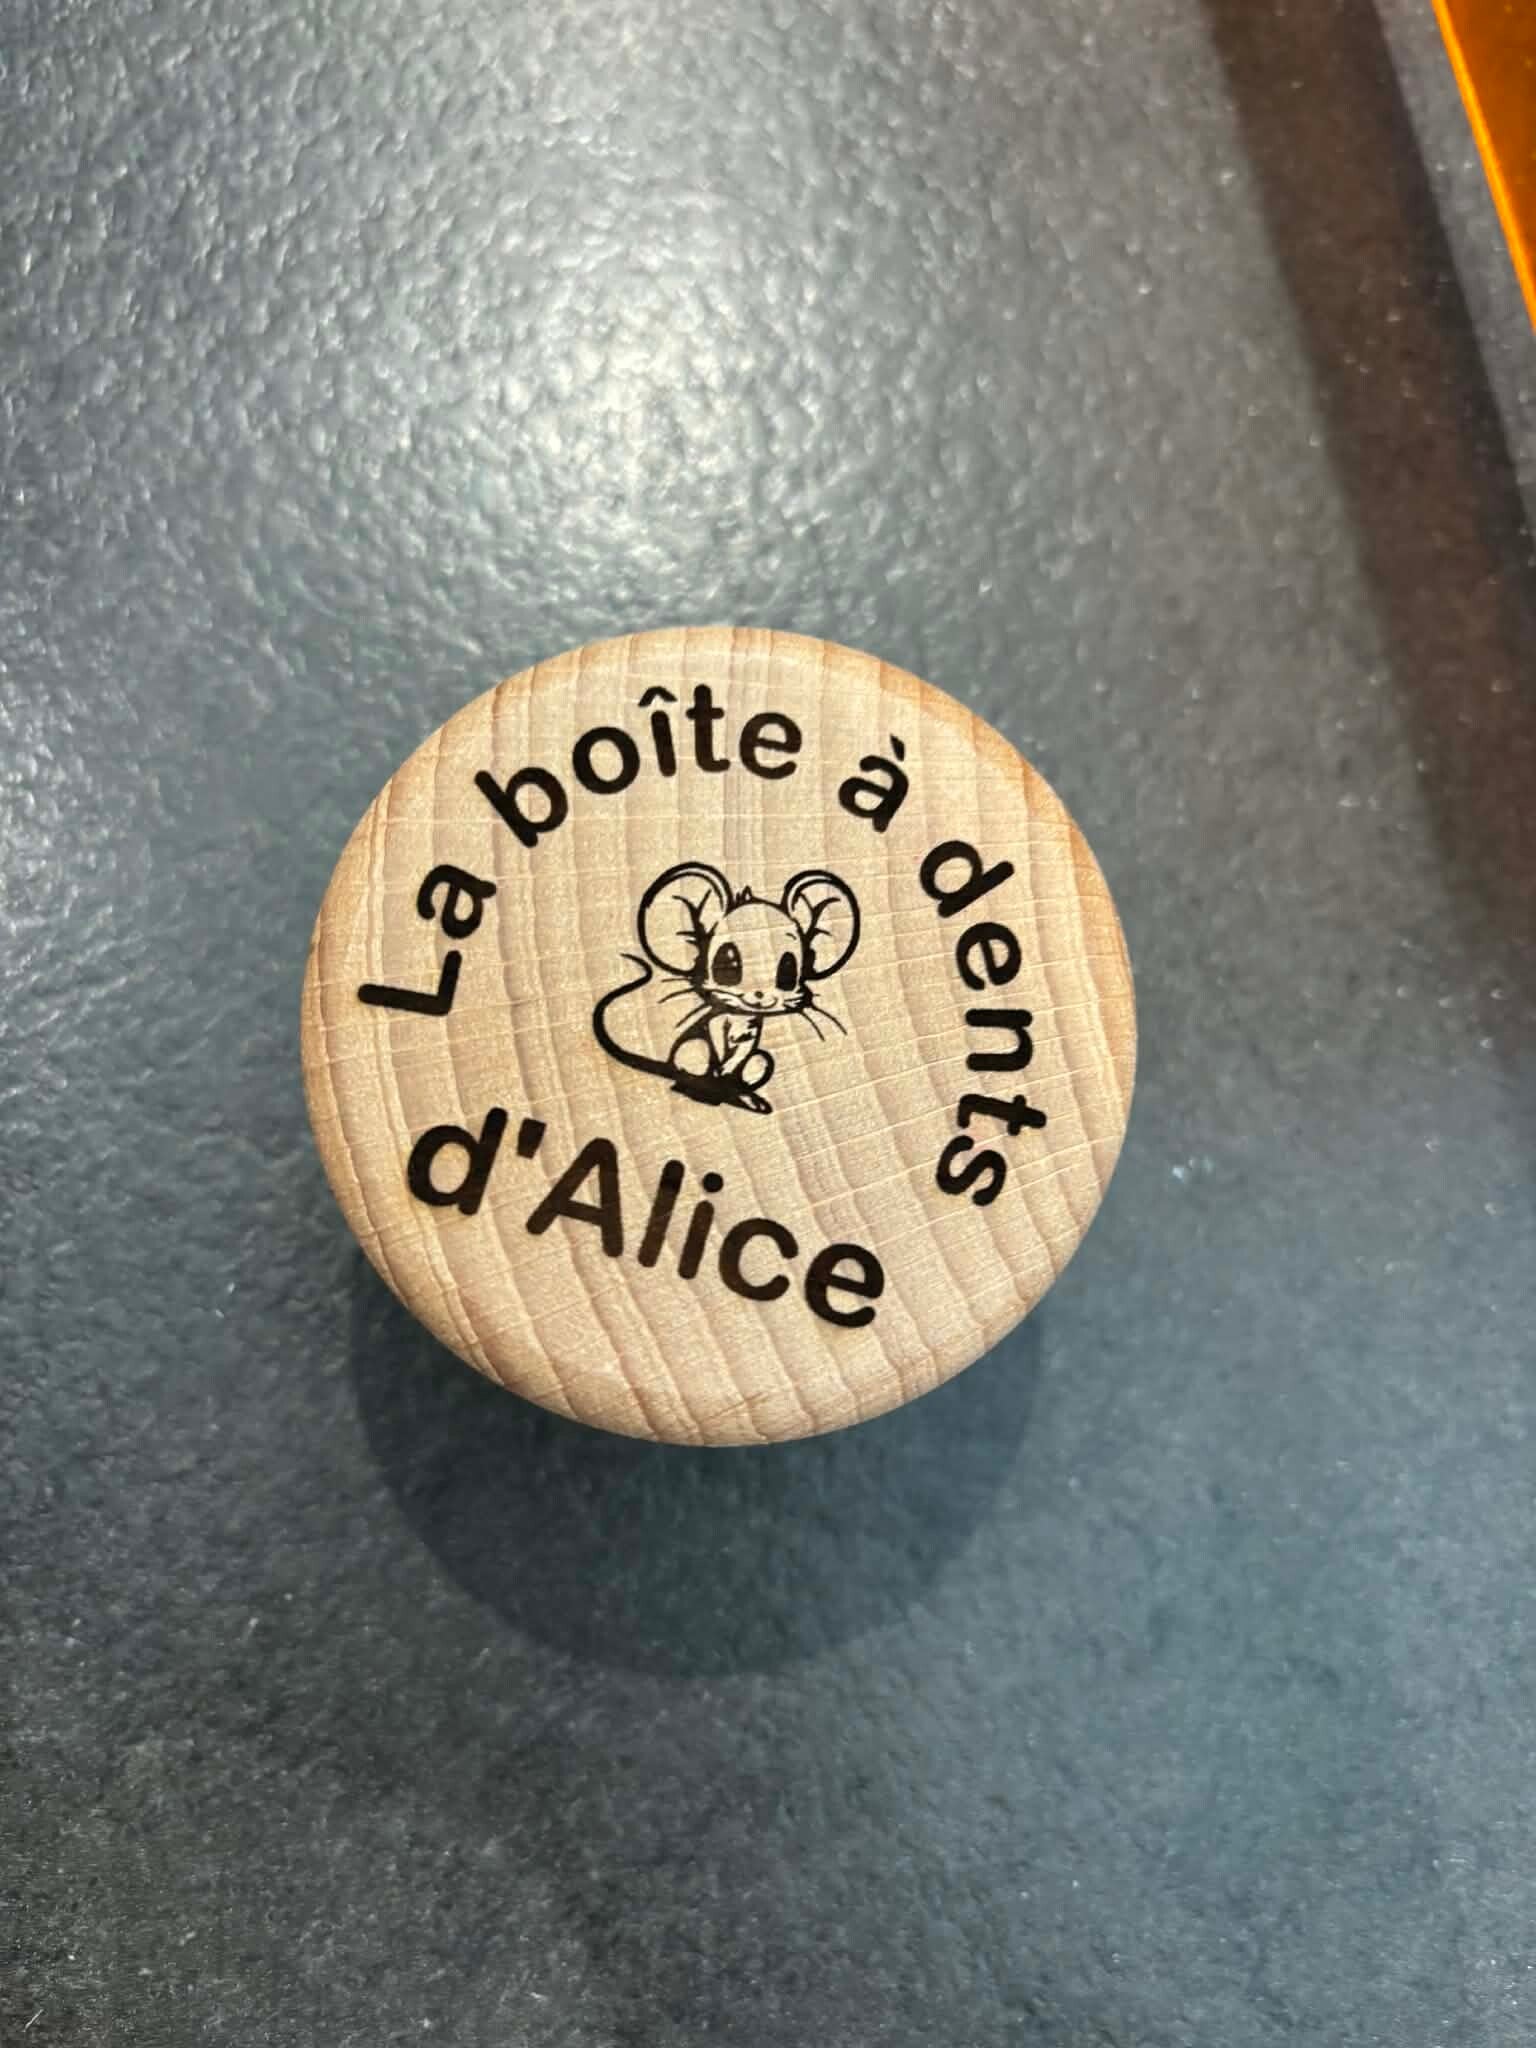 La boîte à dents
d'Alice